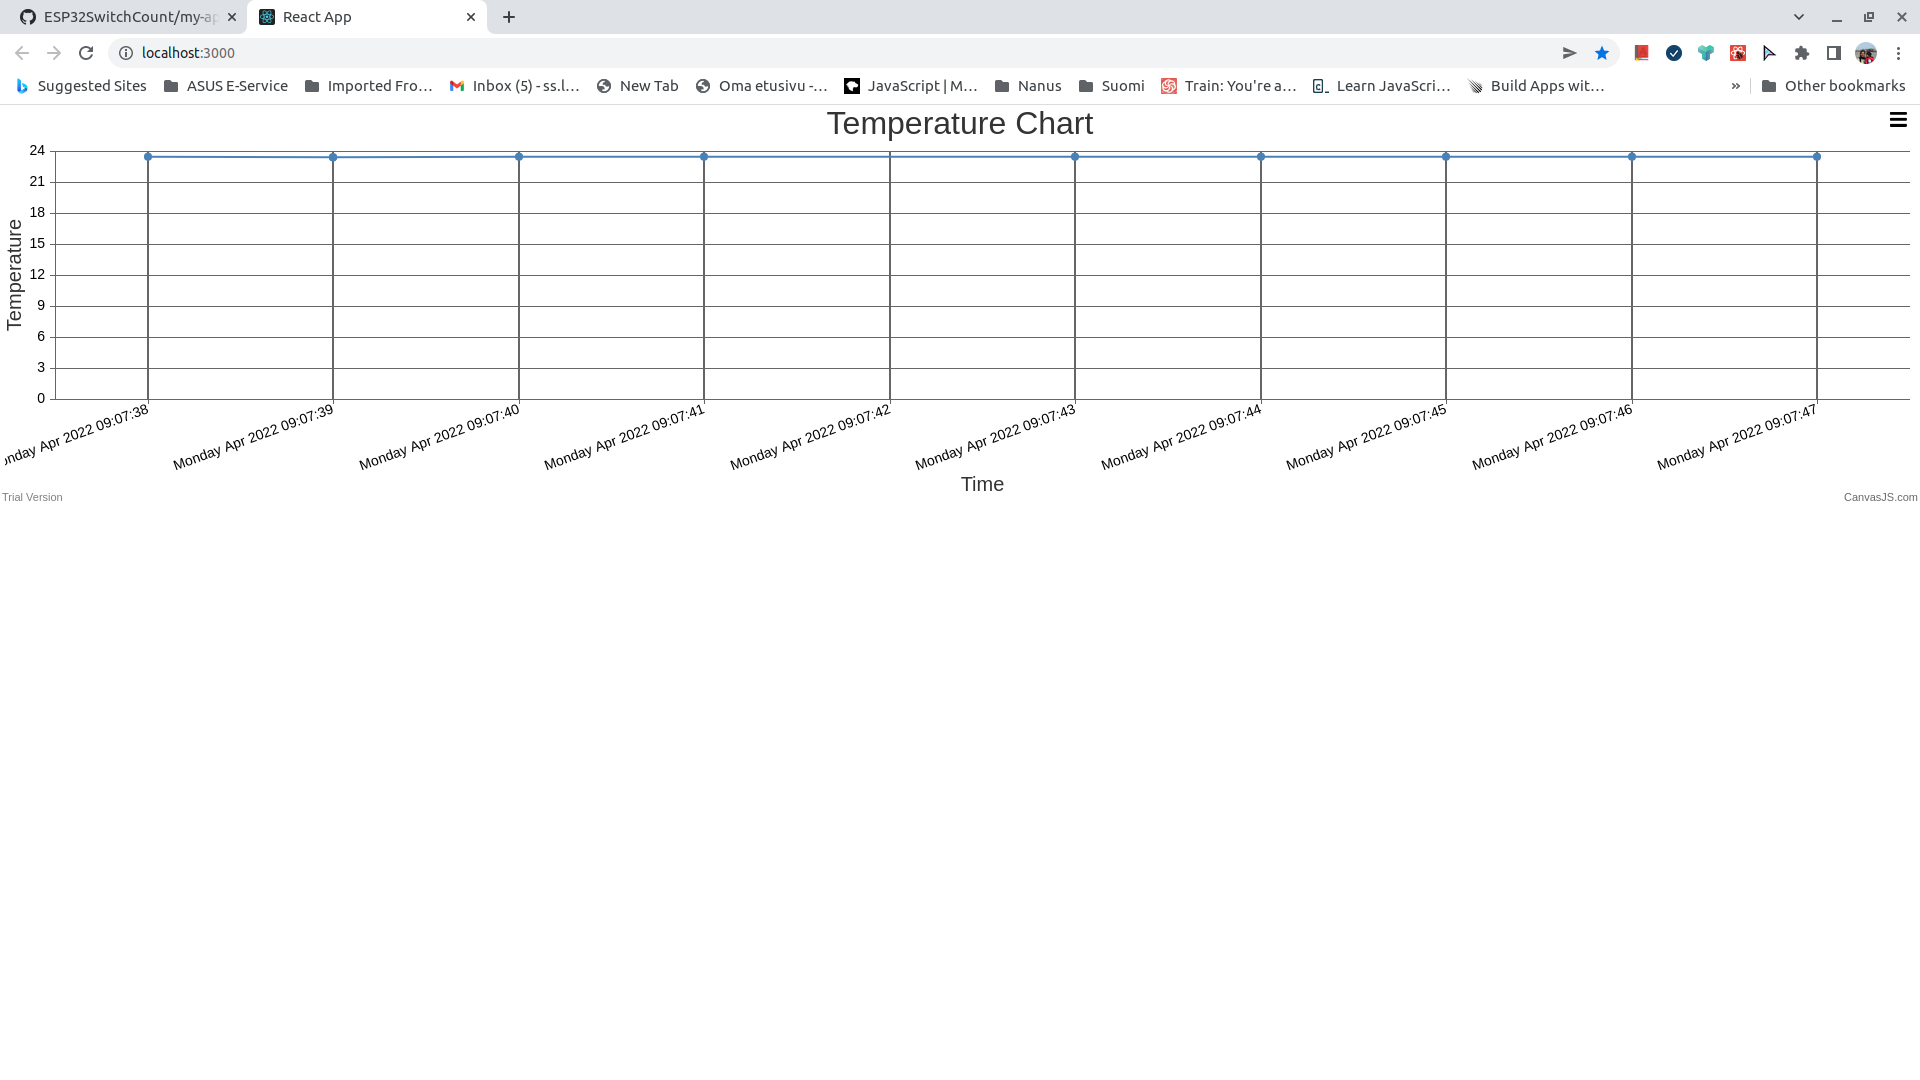 ESP32SwitchCount/my-ap
React App
localhost:3000
Suggested Sites
ASUS E-Service
Imported Fro…
Inbox (5) - ss.l…
New Tab
Oma etusivu -…
JavaScript | M…
Nanus
Suomi
Train: You're a…
Learn JavaScri…
Build Apps wit…
»
Other bookmarks
Temperature Chart
Temperature
24
21
18
15
12
9
6
3
0
onday Apr 2022 09:07:38
Monday Apr 2022 09:07:39
Monday Apr 2022 09:07:40
Monday Apr 2022 09:07:41
Monday Apr 2022 09:07:42
Monday Apr 2022 09:07:43
Monday Apr 2022 09:07:44
Monday Apr 2022 09:07:45
Monday Apr 2022 09:07:46
Monday Apr 2022 09:07:47
Time
Trial Version
CanvasJS.com